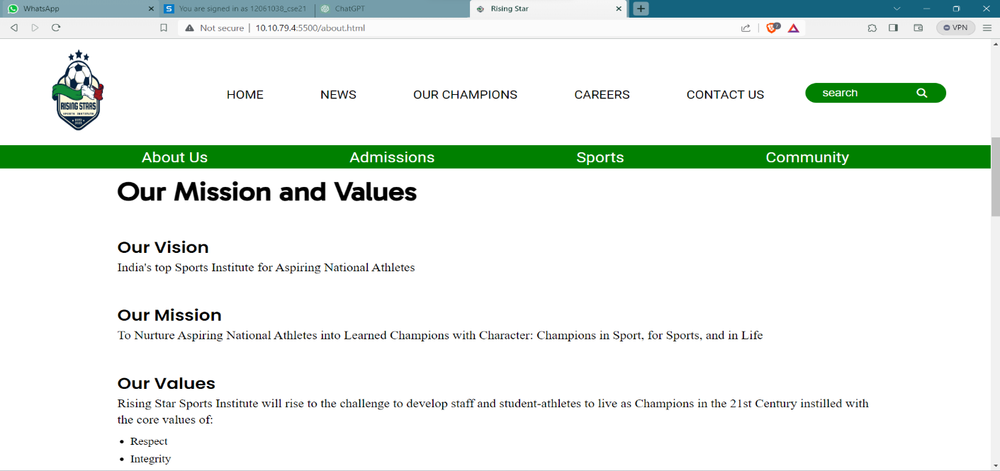 WhatsApp
You are signed in as 12061038_cse21
ChatGPT
Rising Star
Not secure
10.10.79.4:5500/about.html
7
VPN
RISING STARS
SPORTS INSTITUTE
HOME
NEWS
OUR CHAMPIONS
CAREERS
CONTACT US
search
About Us
Admissions
Sports
Community
Our Mission and Values
Our Vision
India's top Sports Institute for Aspiring National Athletes
Our Mission
To Nurture Aspiring National Athletes into Learned Champions with Character: Champions in Sport, for Sports, and in Life
Our Values
Rising Star Sports Institute will rise to the challenge to develop staff and student-athletes to live as Champions in the 21st Century instilled with
the core values of:
• Respect
• Integrity